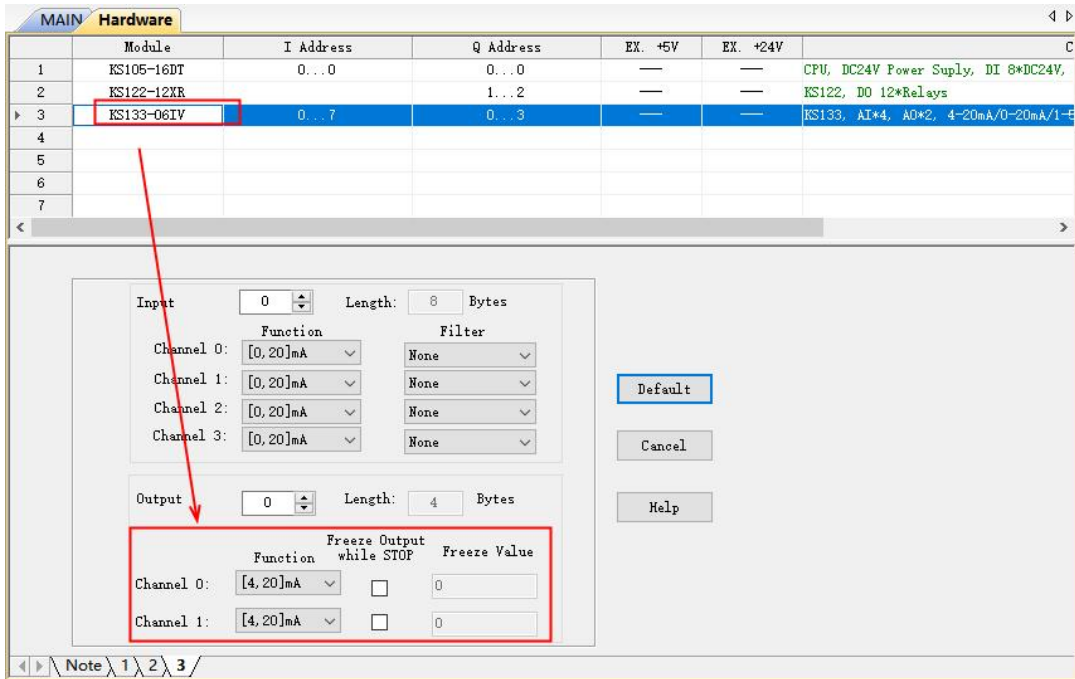 MAIN Hardware
Module I Address Q Address EX. +5V EX. +24V C
1 KS105-16DT 0...0 0...0 — — CPU, DC24V Power Suply, DI 8*DC24V,
2 KS122-12XR 1...2 — — KS122, DO 12*Relays
3 KS133-06IV 0...7 0...3 — — KS133, AI*4, AO*2, 4-20mA/0-20mA/1-5
4
5
6
7
Input 0 Length: 8 Bytes
Function Filter
Channel 0: [0,20]mA None
Channel 1: [0,20]mA None
Channel 2: [0,20]mA None
Channel 3: [0,20]mA None
Default
Cancel
Help
Output 0 Length: 4 Bytes
Function Freeze Output while STOP Freeze Value
Channel 0: [4,20]mA 0
Channel 1: [4,20]mA 0
Note 1 2 3